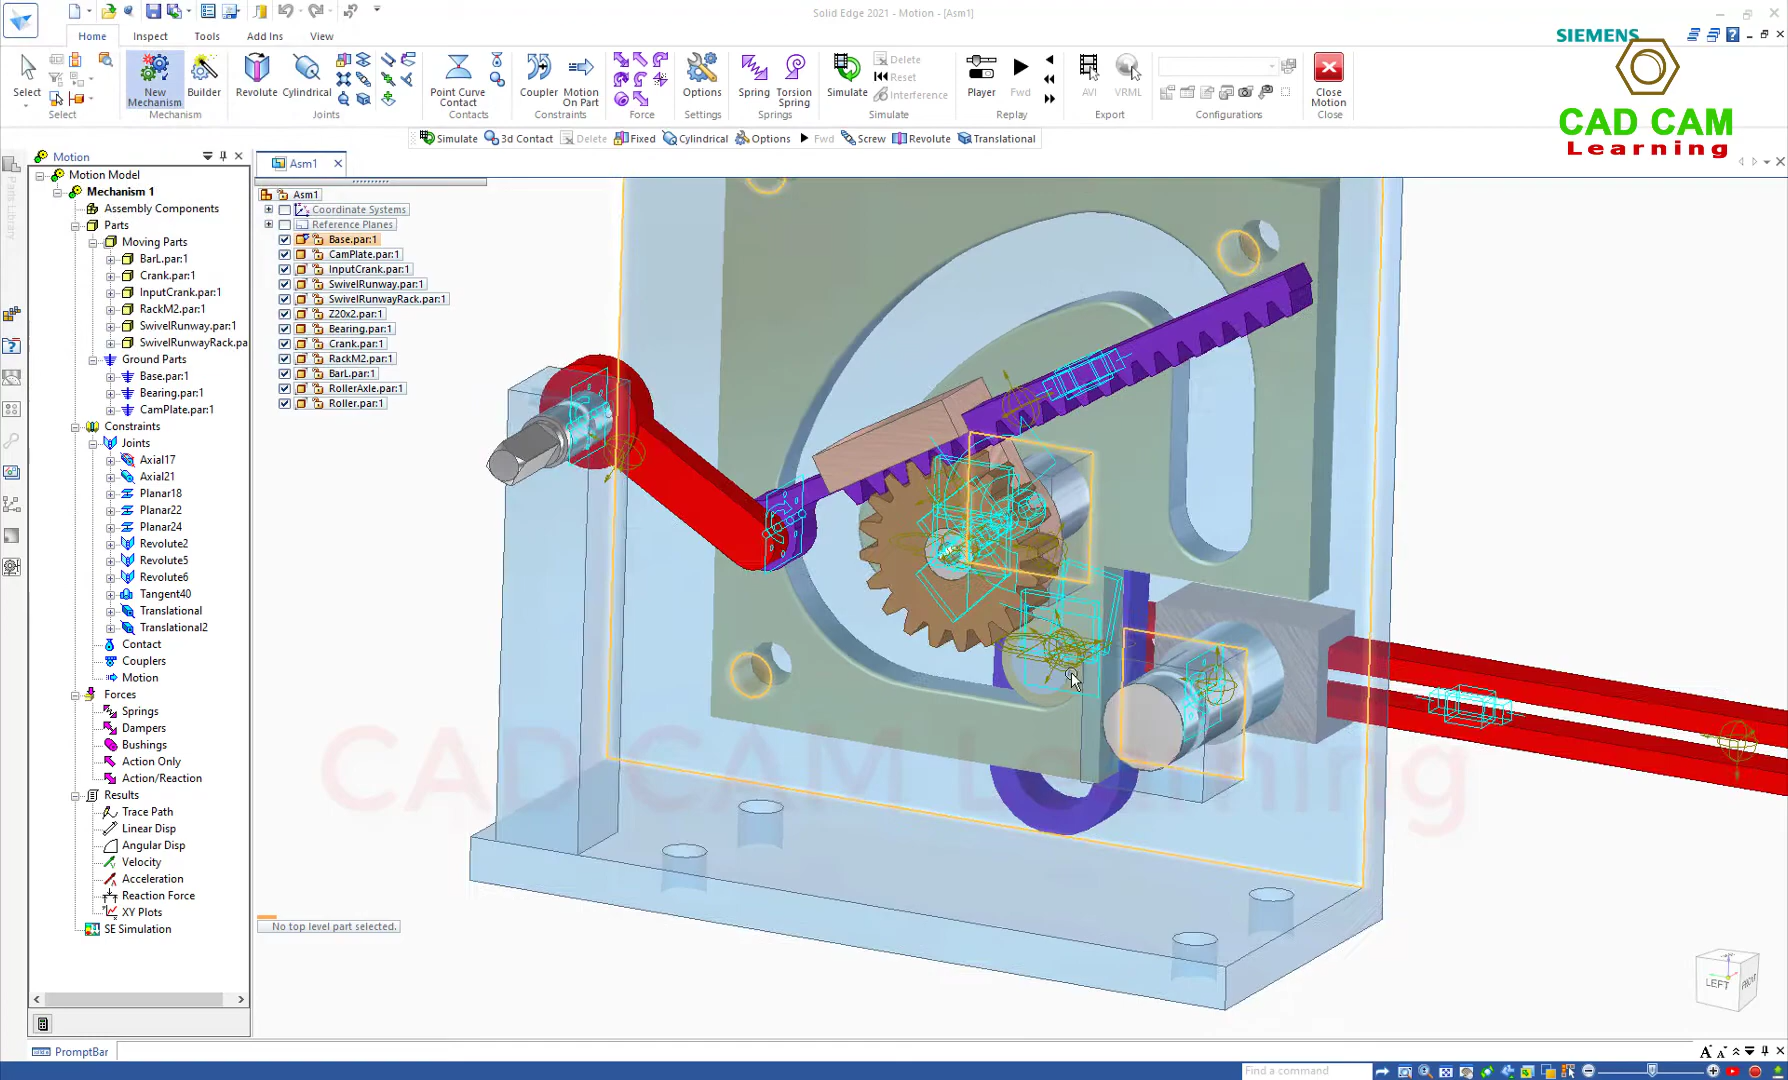 Solid Edge 2021 - Motion - [Asm1]
Home
Inspect
Tools
Add Ins
View
SIEMENS
Select
New Mechanism
Builder
Revolute
Cylindrical
Point Curve Contact
Coupler
Motion On Part
Options
Spring
Torsion Spring
Simulate
Delete
Reset
Interference
Player
Fwd
AVI
VRML
Close Motion
Select
Mechanism
Joints
Contacts
Constraints
Force
Settings
Springs
Simulate
Replay
Export
Configurations
Close
CAD CAM
Learning
Simulate
3d Contact
Delete
Fixed
Cylindrical
Options
Fwd
Screw
Revolute
Translational
Parts Library
Motion
Motion Model
Mechanism 1
Assembly Components
Parts
Moving Parts
BarL.par:1
Crank.par:1
InputCrank.par:1
RackM2.par:1
SwivelRunway.par:1
SwivelRunwayRack.pa
Ground Parts
Base.par:1
Bearing.par:1
CamPlate.par:1
Constraints
Joints
Axial17
Axial21
Planar18
Planar22
Planar24
Revolute2
Revolute5
Revolute6
Tangent40
Translational
Translational2
Contact
Couplers
Motion
Forces
Springs
Dampers
Bushings
Action Only
Action/Reaction
Results
Trace Path
Linear Disp
Angular Disp
Velocity
Acceleration
Reaction Force
XY Plots
SE Simulation
Asm1
Asm1
Coordinate Systems
Reference Planes
Base.par:1
CamPlate.par:1
InputCrank.par:1
SwivelRunway.par:1
SwivelRunwayRack.par:1
Z20x2.par:1
Bearing.par:1
Crank.par:1
RackM2.par:1
BarL.par:1
RollerAxle.par:1
Roller.par:1
CAD CAM Learning
No top level part selected.
LEFT
FRONT
PromptBar
Find a command